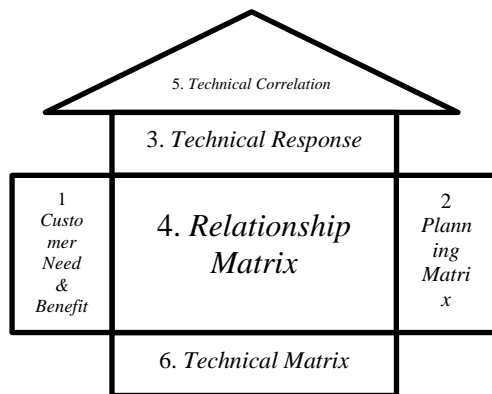 5. Technical Correlation
3. Technical Response
1
Custo
mer
Need
&
Benefit
4. Relationship
Matrix
2
Plann
ing
Matri
x
6. Technical Matrix